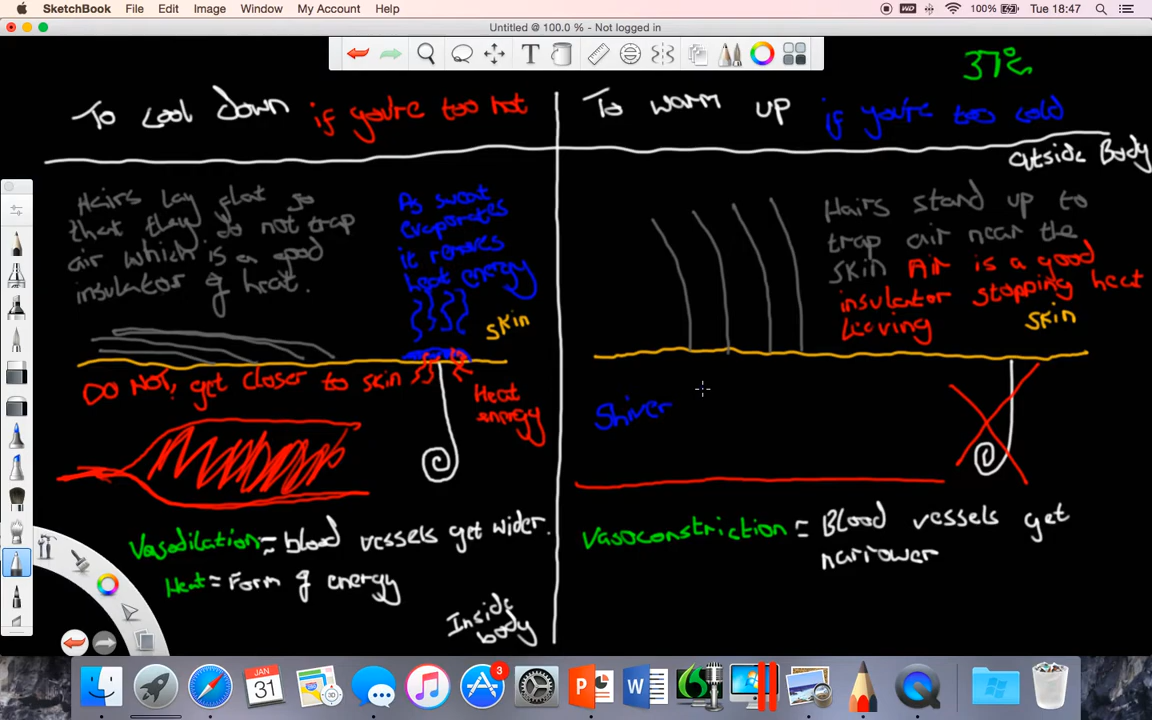 SketchBook File Edit Image Window My Account Help
100% Tue 18:47
Untitled @ 100.0 % - Not logged in
37°c
To cool down if you're too hot
To warm up if you're too cold
outside Body
Hairs lay flat so
that they do not trap
air which is a good
insulator of heat.
As sweat
evaporates
it removes
heat energy
skin
DO NOT, get closer to skin
Heat
energy
Vasodilation = blood vessels get wider.
Heat = Form of energy
Inside
body
Hairs stand up to
trap air near the
skin Air is a good
insulator stopping heat
leaving
skin
Shiver
Vasoconstriction = Blood vessels get
narrower
JAN
31
3